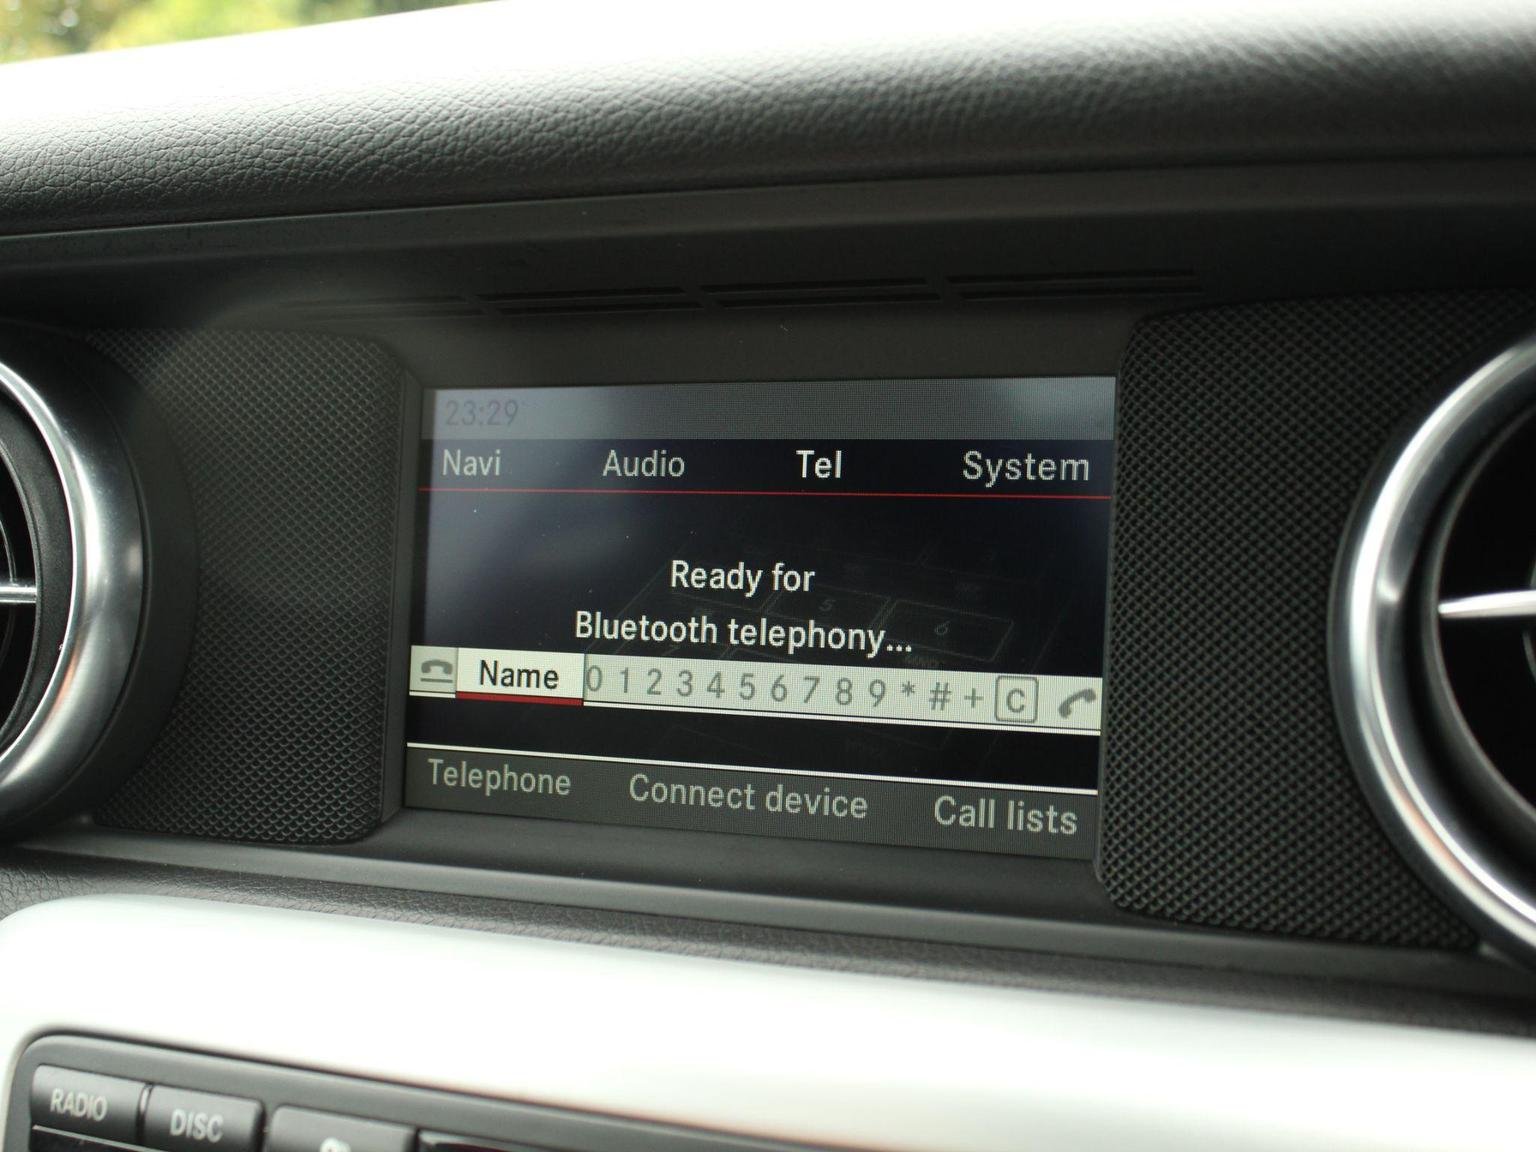 23:29
Navi Audio Tel System
Ready for
Bluetooth telephony...
Name 0 1 2 3 4 5 6 7 8 9 * # + C
Telephone Connect device Call lists
RADIO DISC